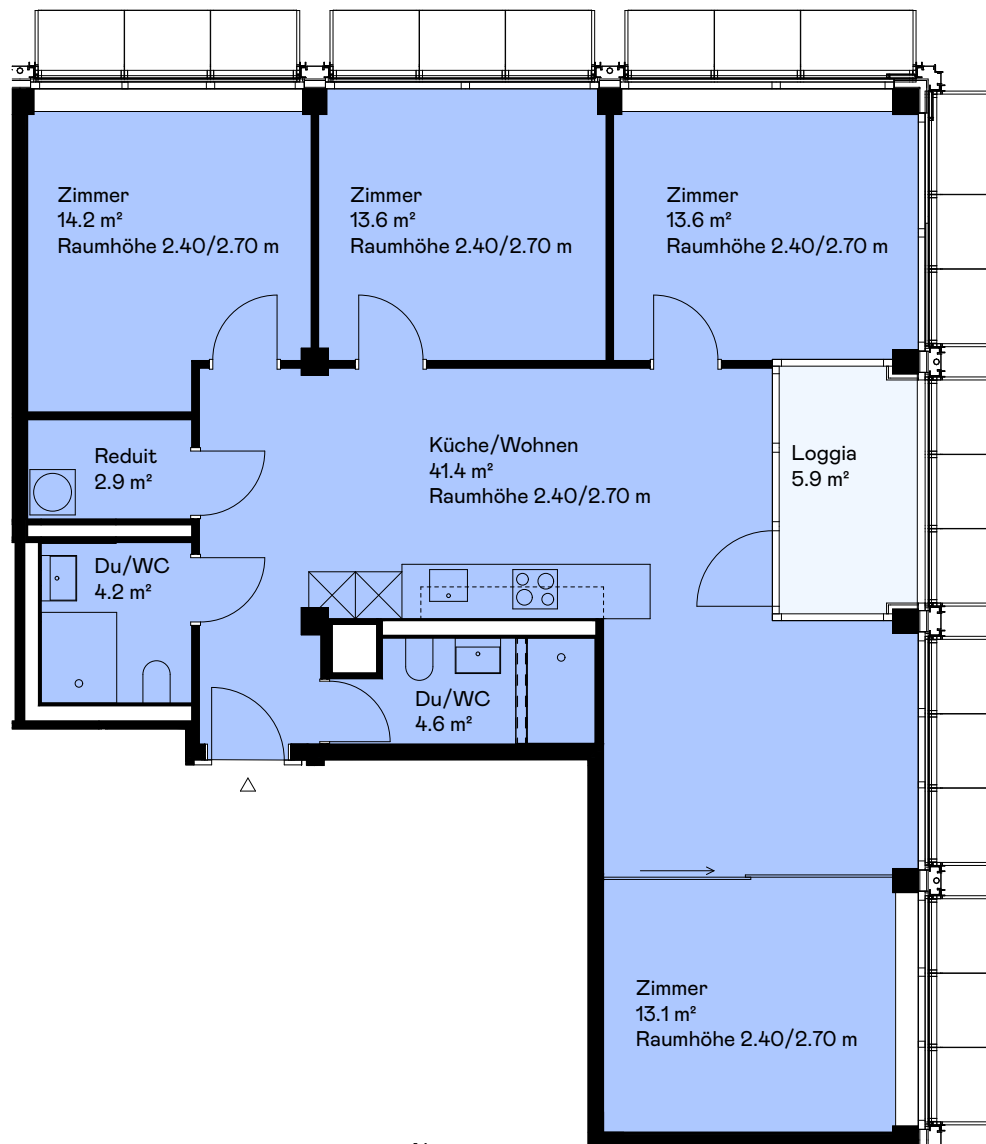 Zimmer
14.2 m²
Raumhöhe 2.40/2.70 m
Zimmer
13.6 m²
Raumhöhe 2.40/2.70 m
Zimmer
13.6 m²
Raumhöhe 2.40/2.70 m
Reduit
2.9 m²
Küche/Wohnen
41.4 m²
Raumhöhe 2.40/2.70 m
Loggia
5.9 m²
Du/WC
4.2 m²
Du/WC
4.6 m²
Zimmer
13.1 m²
Raumhöhe 2.40/2.70 m